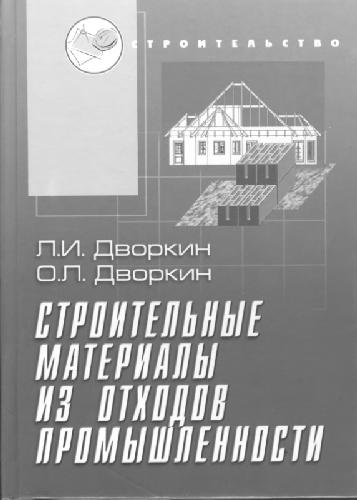 СТРОИТЕЛЬСТВО
Л.И. Дворкин
О.Л. Дворкин
СТРОИТЕЛЬНЫЕ
МАТЕРИАЛЫ
ИЗ ОТХОДОВ
ПРОМЫШЛЕННОСТИ